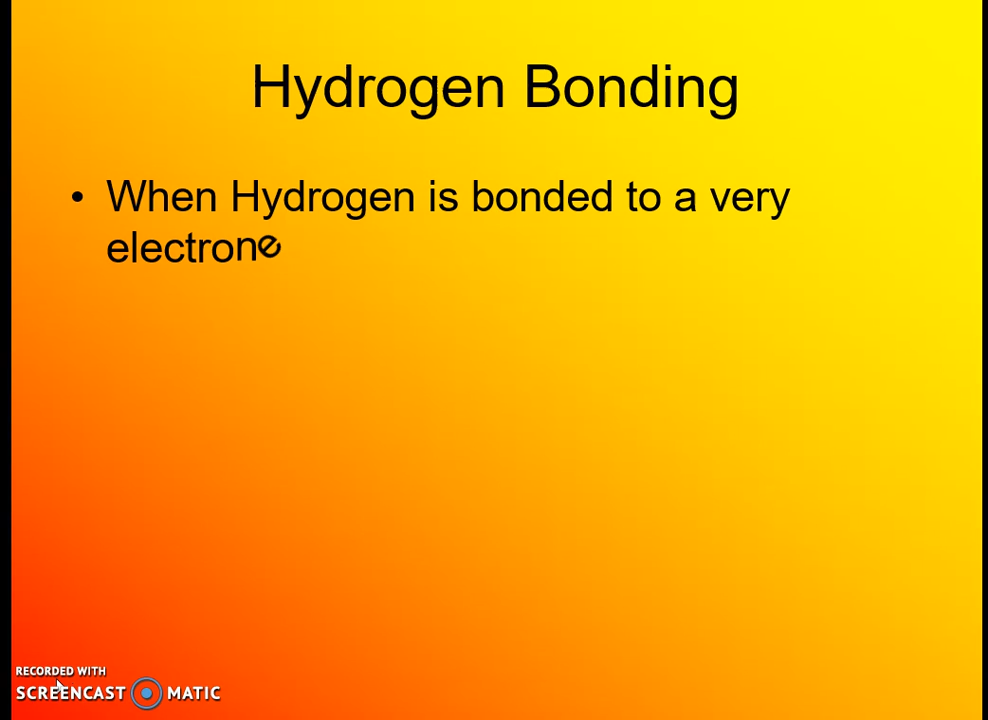 Hydrogen Bonding
• When Hydrogen is bonded to a very
electrone
RECORDED WITH
SCREENCAST MATIC